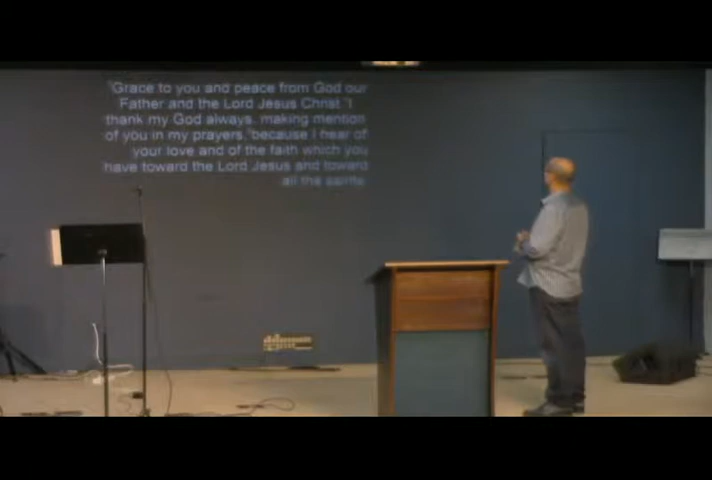 "Grace to you and peace from God our
Father and the Lord Jesus Christ. "I
thank my God always, making mention
of you in my prayers, "because I hear of
your love and of the faith which you
have toward the Lord Jesus and toward
all the saints